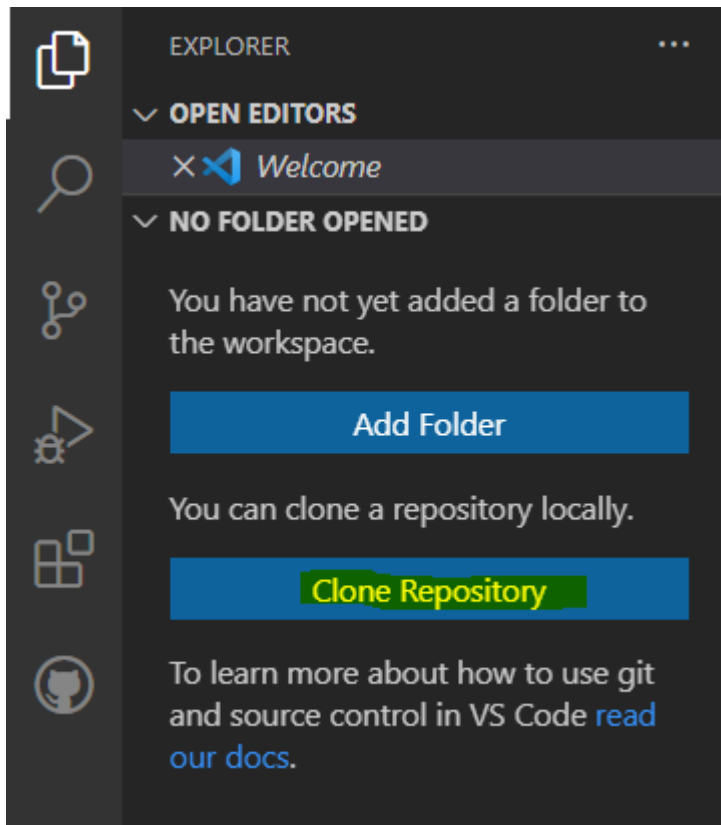 EXPLORER ...
OPEN EDITORS
Welcome
NO FOLDER OPENED
You have not yet added a folder to
the workspace.
Add Folder
You can clone a repository locally.
Clone Repository
To learn more about how to use git
and source control in VS Code read
our docs.